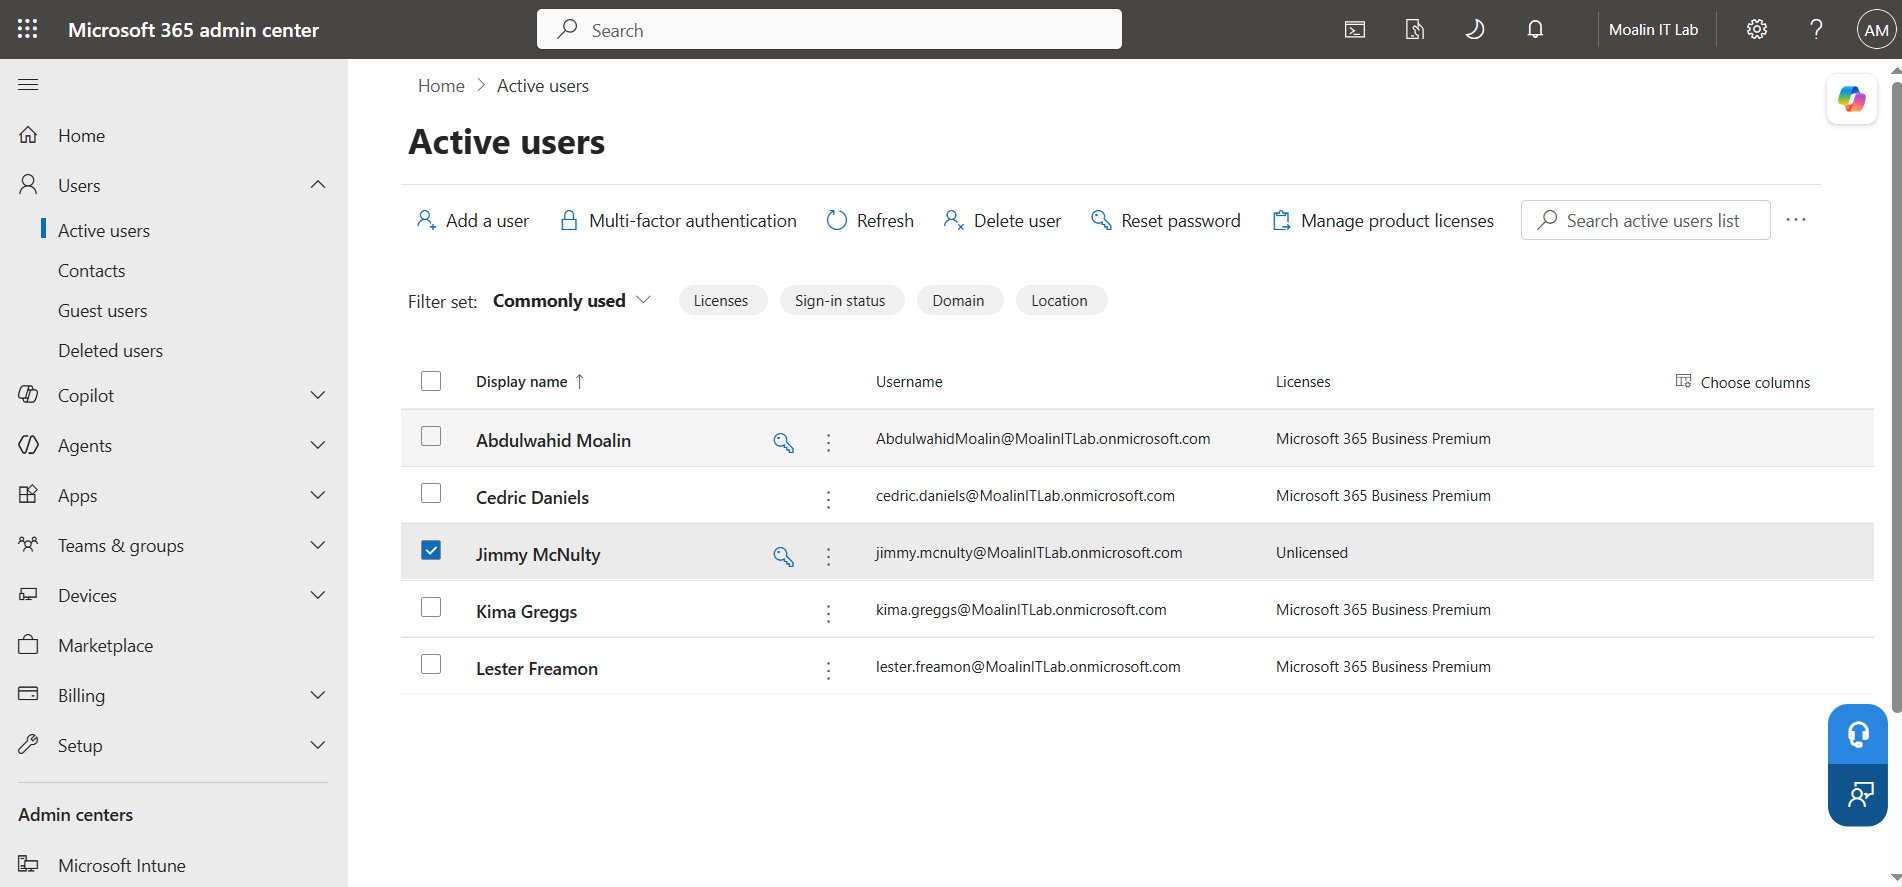 Microsoft 365 admin center
Search
Moalin IT Lab
?
AM
Home
Users
Active users
Contacts
Guest users
Deleted users
Copilot
Agents
Apps
Teams & groups
Devices
Marketplace
Billing
Setup
Admin centers
Microsoft Intune
Home > Active users
Active users
Add a user Multi-factor authentication Refresh Delete user Reset password Manage product licenses Search active users list ...
Filter set: Commonly used Licenses Sign-in status Domain Location
Display name ↑ Username Licenses Choose columns
Abdulwahid Moalin AbdulwahidMoalin@MoalinITLab.onmicrosoft.com Microsoft 365 Business Premium
Cedric Daniels cedric.daniels@MoalinITLab.onmicrosoft.com Microsoft 365 Business Premium
Jimmy McNulty jimmy.mcnulty@MoalinITLab.onmicrosoft.com Unlicensed
Kima Greggs kima.greggs@MoalinITLab.onmicrosoft.com Microsoft 365 Business Premium
Lester Freamon lester.freamon@MoalinITLab.onmicrosoft.com Microsoft 365 Business Premium